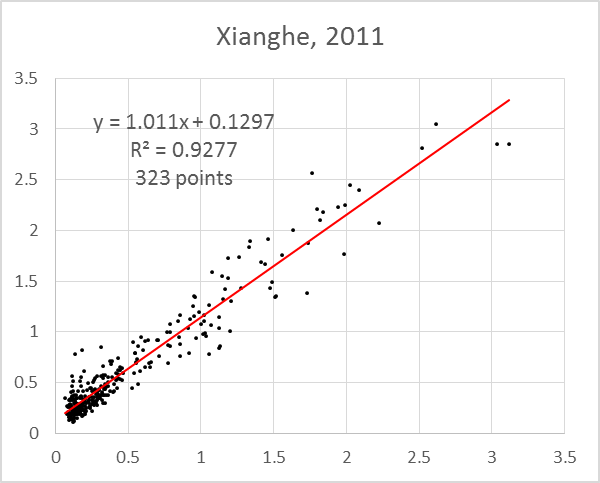 Xianghe, 2011
3.5
y = 1.011x + 0.1297
R² = 0.9277
323 points
3
2.5
2
1.5
1
0.5
0
0 0.5 1 1.5 2 2.5 3 3.5